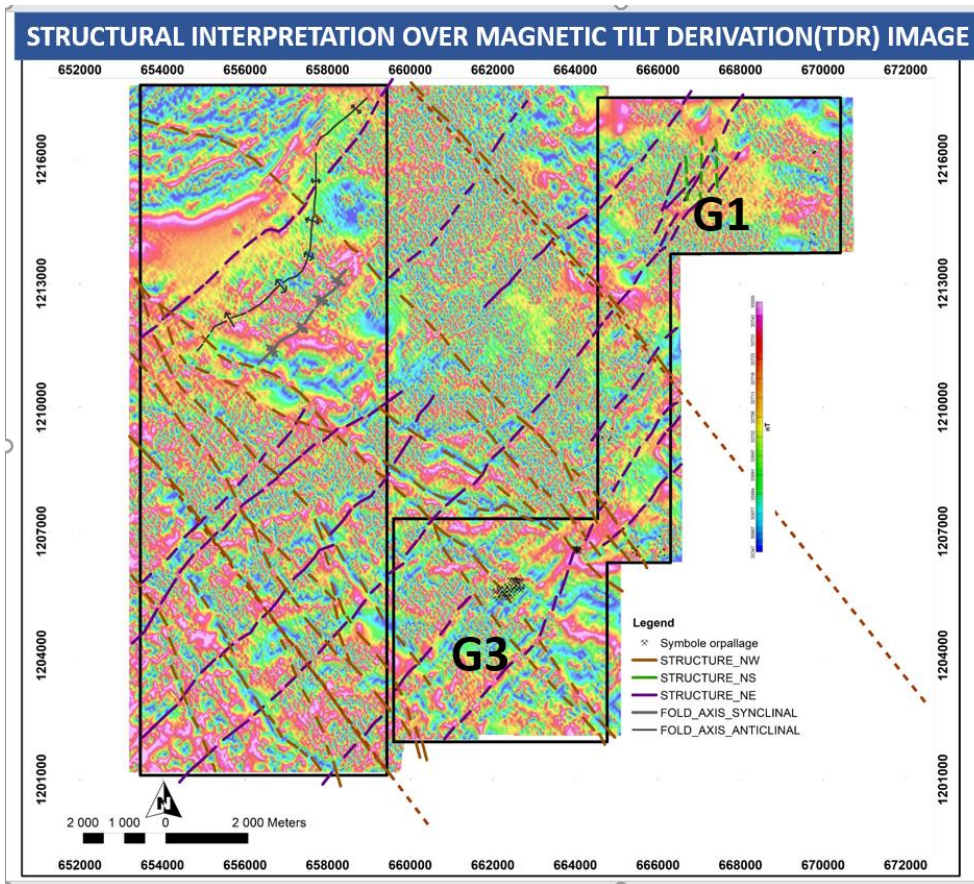 STRUCTURAL INTERPRETATION OVER MAGNETIC TILT DERIVATION(TDR) IMAGE
652000 654000 656000 658000 660000 662000 664000 666000 668000 670000 672000
1216000 1216000
G1
1213000 1213000
nT
1210000 1210000
1207000 1207000
Legend
Symbole orpallage
G3
STRUCTURE_NW
1204000 1204000
STRUCTURE_NS
STRUCTURE_NE
FOLD_AXIS_SYNCLINAL
FOLD_AXIS_ANTICLINAL
1201000 1201000
N
2 000 1 000 0 2 000 Meters
652000 654000 656000 658000 660000 662000 664000 666000 668000 670000 672000